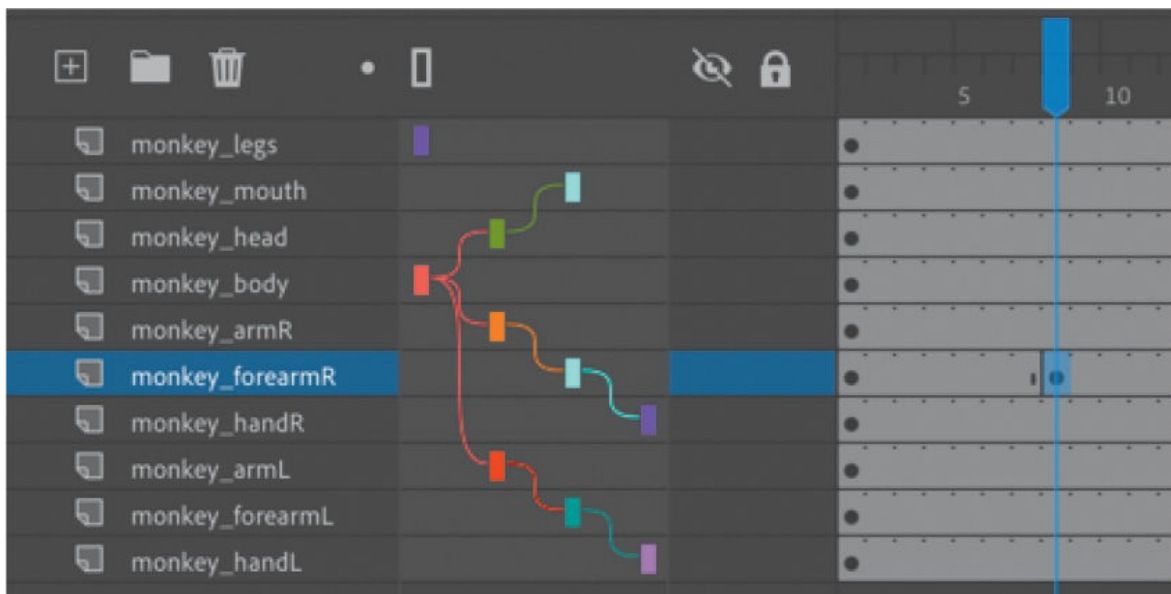 5 10
monkey_legs
monkey_mouth
monkey_head
monkey_body
monkey_armR
monkey_forearmR
monkey_handR
monkey_armL
monkey_forearmL
monkey_handL